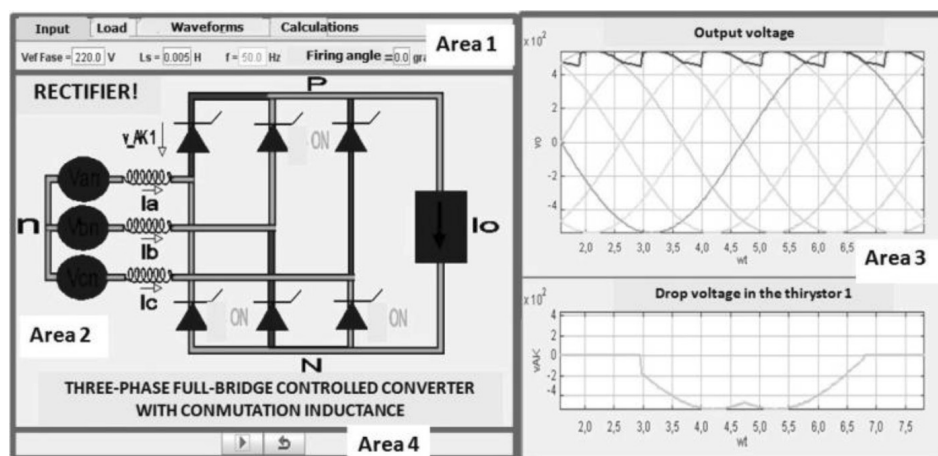 Input Load Waveforms Calculations
Vef Fase = 220.0 V Ls = 0.005 H f = 50.0 Hz Firing angle = 0.0 gra
Area 1
RECTIFIER!
P
v_AK1
ON
Van
Ia
n
Vbn
Io
Ib
Vcn
Ic
ON
ON
Area 2
N
THREE-PHASE FULL-BRIDGE CONTROLLED CONVERTER
WITH CONMUTATION INDUCTANCE
Area 4
Output voltage
x10²
4
2
0
-2
-4
vo
2,0 2,5 3,0 3,5 4,0 4,5 5,0 5,5 6,0 6,5
wt
Area 3
Drop voltage in the thirystor 1
x10²
4
2
0
-2
-4
vAK
2,0 2,5 3,0 3,5 4,0 4,5 5,0 5,5 6,0 6,5 7,0 7,5
wt